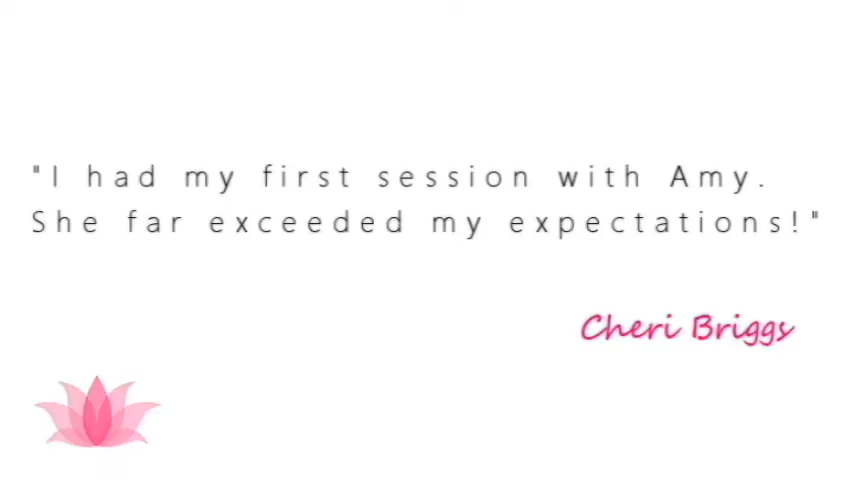 "I had my first session with Amy.
She far exceeded my expectations!"
Cheri Briggs